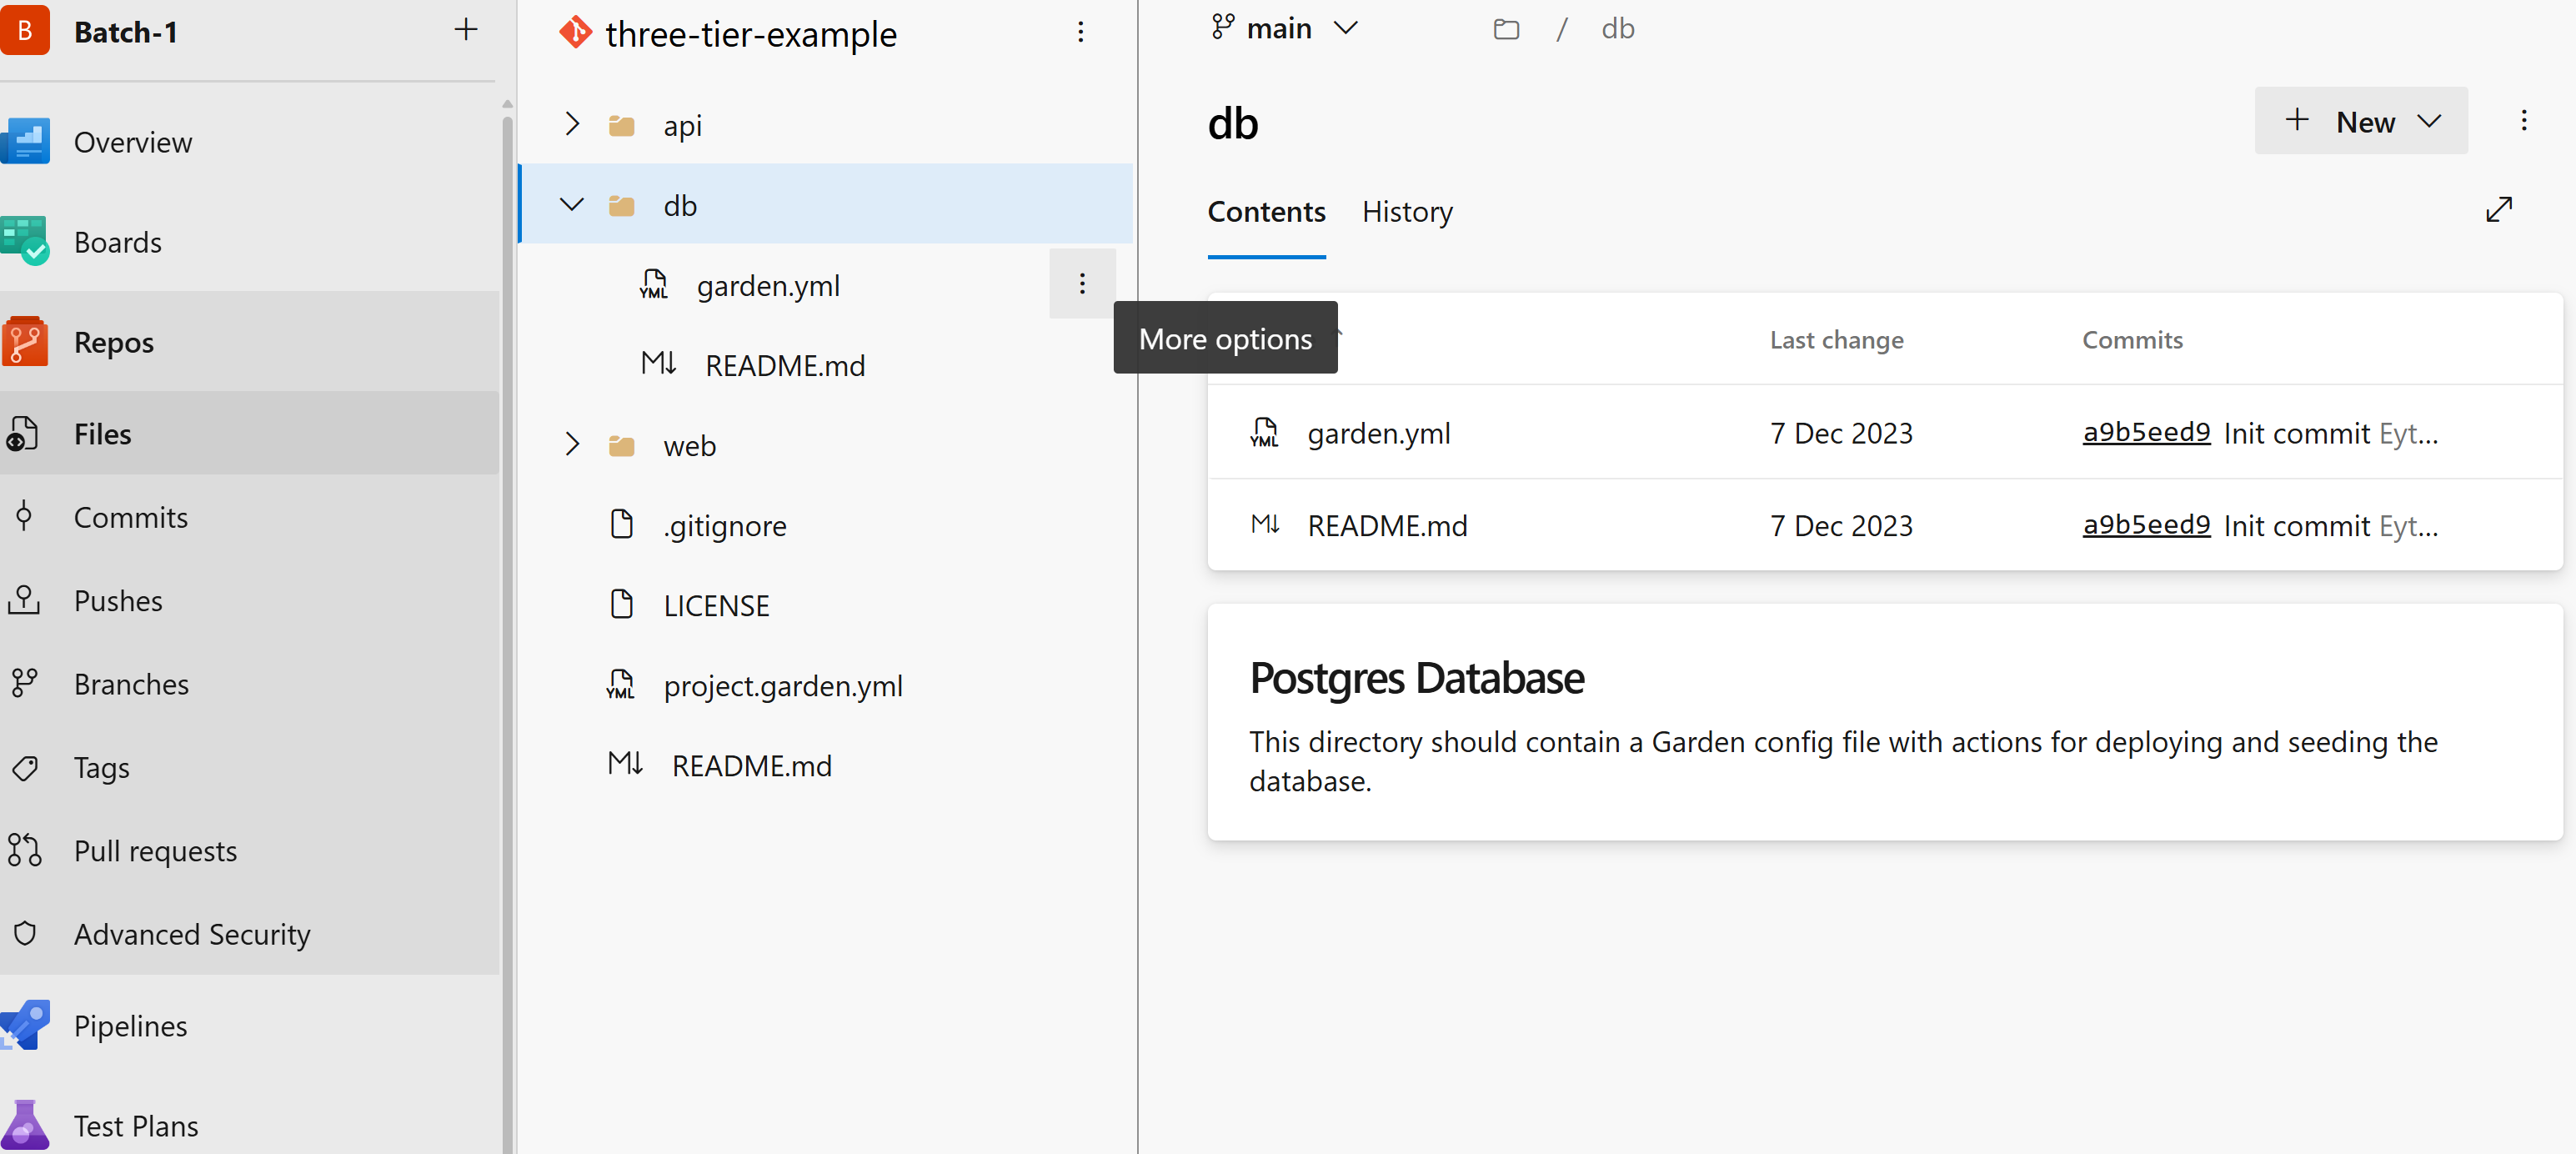 B Batch-1
Overview
Boards
Repos
Files
Commits
Pushes
Branches
Tags
Pull requests
Advanced Security
Pipelines
Test Plans
three-tier-example
api
db
YML garden.yml
M↓ README.md
web
.gitignore
LICENSE
YML project.garden.yml
M↓ README.md
main / db
db
New
Contents History
More options
Last change Commits
YML garden.yml 7 Dec 2023 a9b5eed9 Init commit Eyt...
M↓ README.md 7 Dec 2023 a9b5eed9 Init commit Eyt...
Postgres Database
This directory should contain a Garden config file with actions for deploying and seeding the
database.